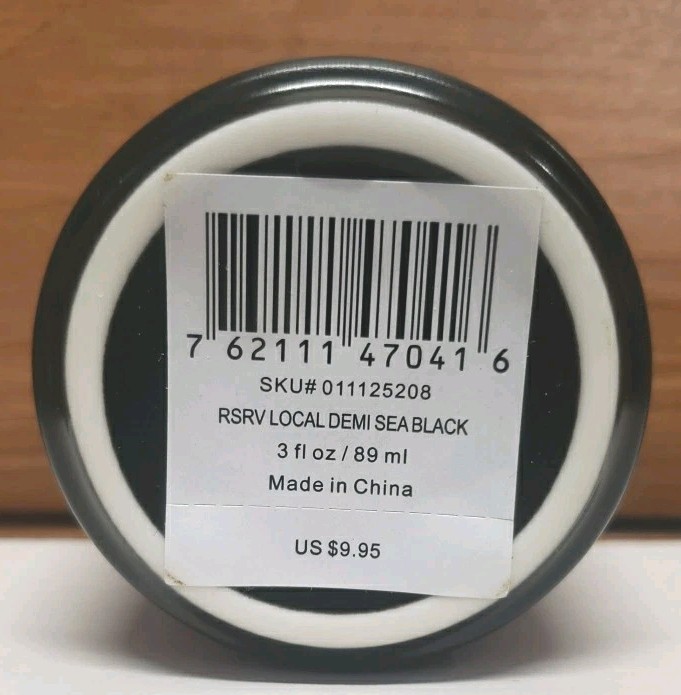 7 62111 47041 6
SKU# 011125208
RSRV LOCAL DEMI SEA BLACK
3 fl oz / 89 ml
Made in China
US $9.95